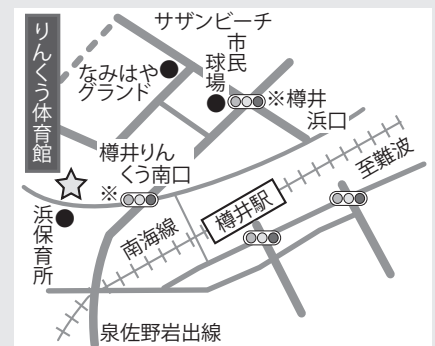 りんくう体育館
サザンビーチ
なみはや
グランド
市民
球場
※樽井
浜口
樽井りん
くう南口
※
浜保育所
至難波
南海線
樽井駅
泉佐野岩出線